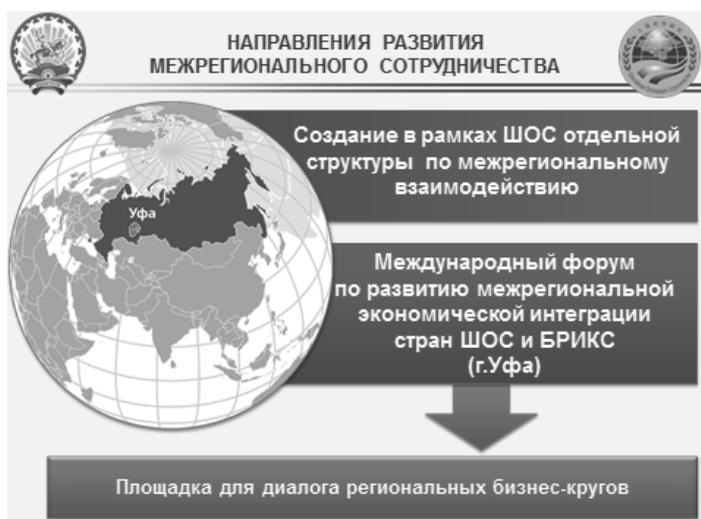 НАПРАВЛЕНИЯ РАЗВИТИЯ
МЕЖРЕГИОНАЛЬНОГО СОТРУДНИЧЕСТВА
Создание в рамках ШОС отдельной
структуры по межрегиональному
взаимодействию
Уфа
Международный форум
по развитию межрегиональной
экономической интеграции
стран ШОС и БРИКС
(г.Уфа)
Площадка для диалога региональных бизнес-кругов